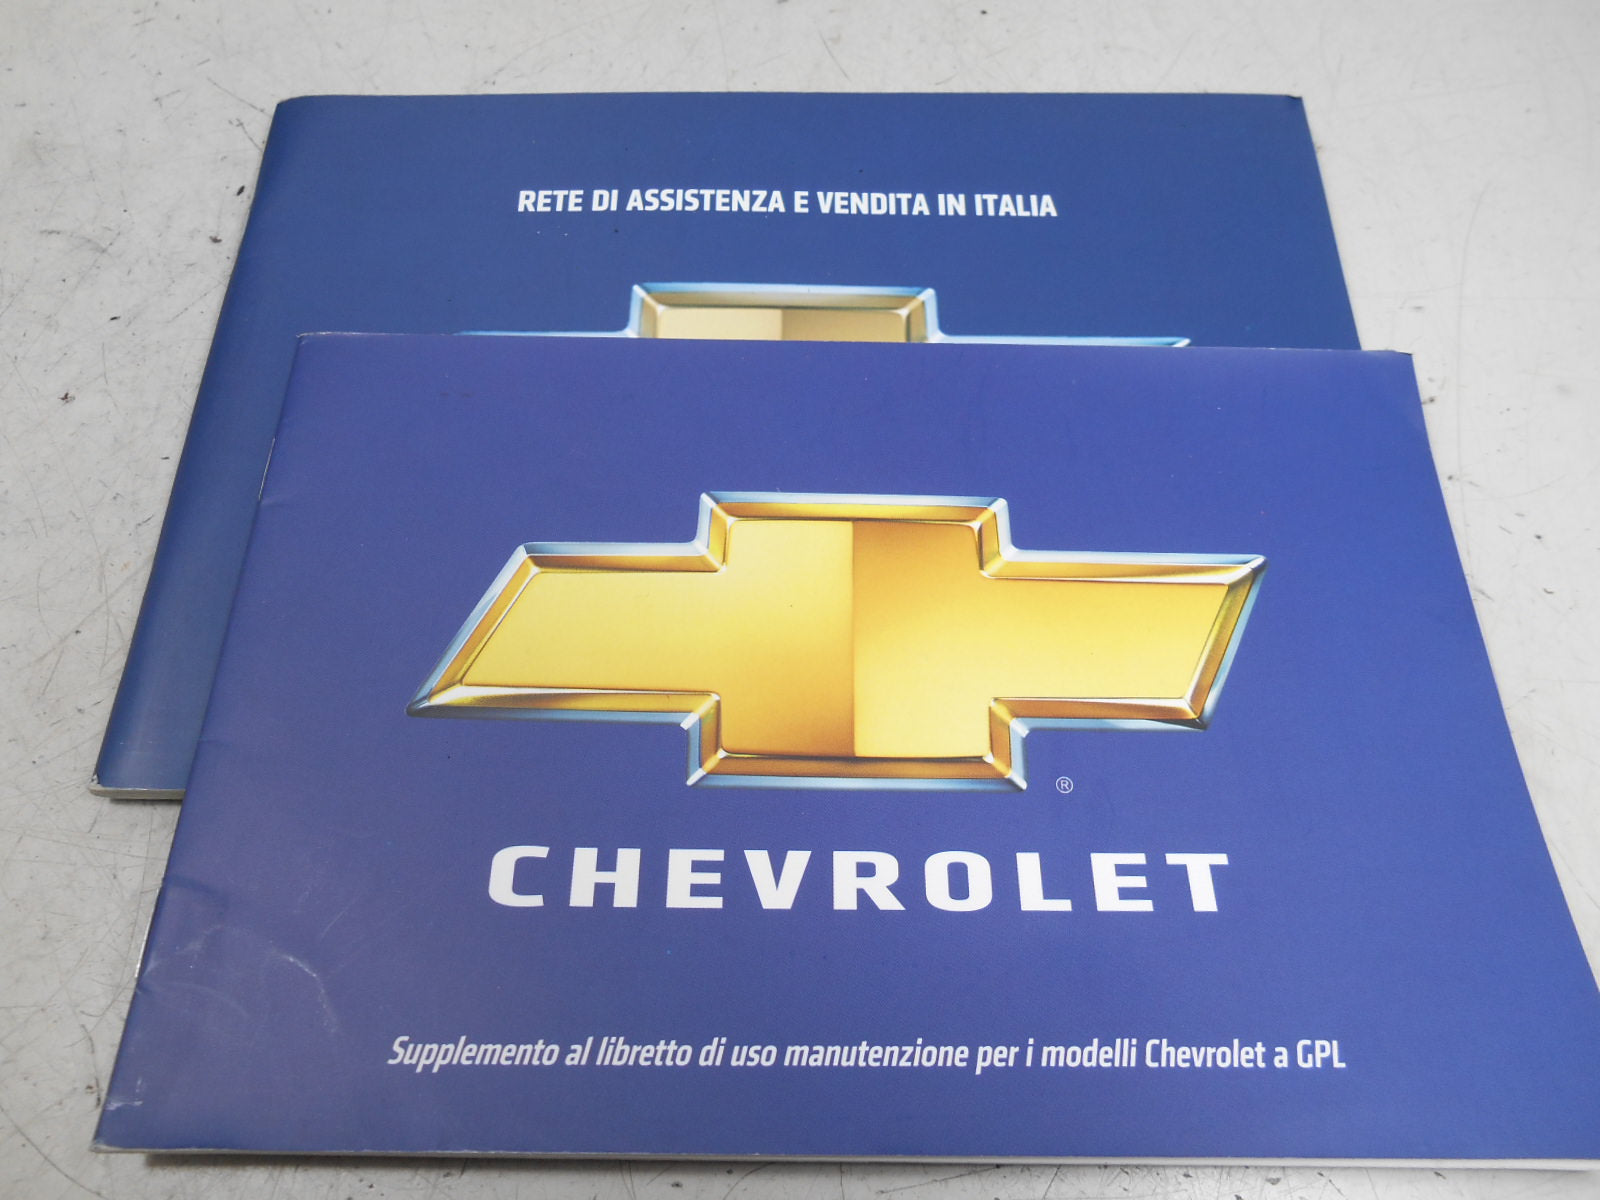 RETE DI ASSISTENZA E VENDITA IN ITALIA
®
CHEVROLET
Supplemento al libretto di uso manutenzione per i modelli Chevrolet a GPL